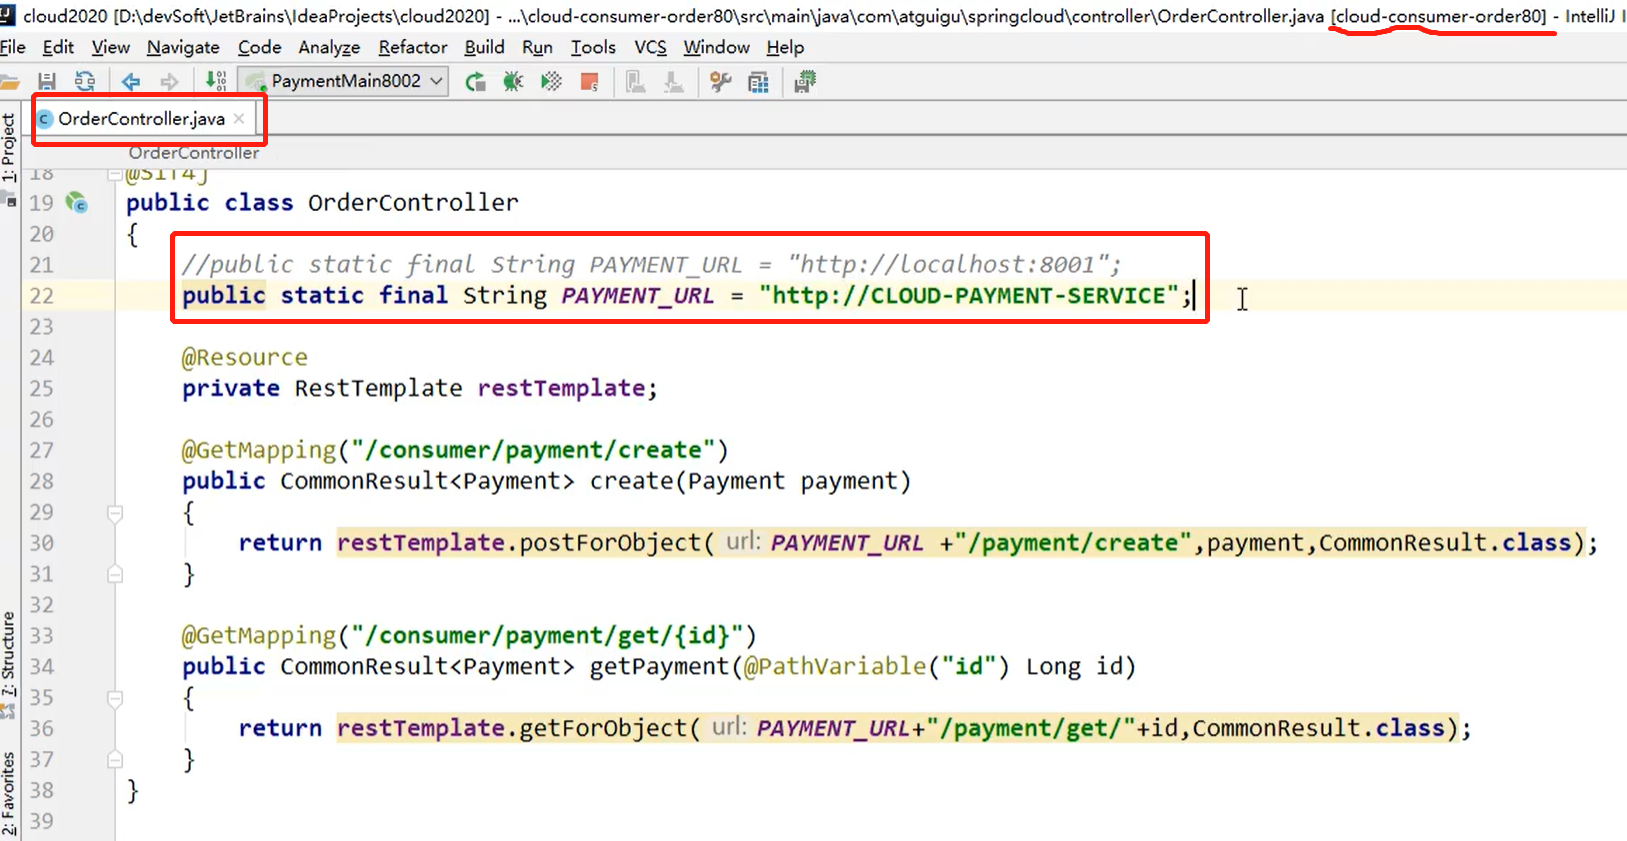 cloud2020 [D:\devSoft\JetBrains\IdeaProjects\cloud2020] - ...\cloud-consumer-order80\src\main\java\com\atguigu\springcloud\controller\OrderController.java [cloud-consumer-order80] - IntelliJ I
File Edit View Navigate Code Analyze Refactor Build Run Tools VCS Window Help
PaymentMain8002
OrderController.java
OrderController
1: Project
7: Structure
2: Favorites
18 @Slf4j
19 public class OrderController
20 {
21 //public static final String PAYMENT_URL = "http://localhost:8001";
22 public static final String PAYMENT_URL = "http://CLOUD-PAYMENT-SERVICE";
23
24 @Resource
25 private RestTemplate restTemplate;
26
27 @GetMapping("/consumer/payment/create")
28 public CommonResult<Payment> create(Payment payment)
29 {
30 return restTemplate.postForObject( url: PAYMENT_URL +"/payment/create",payment,CommonResult.class);
31 }
32
33 @GetMapping("/consumer/payment/get/{id}")
34 public CommonResult<Payment> getPayment(@PathVariable("id") Long id)
35 {
36 return restTemplate.getForObject( url: PAYMENT_URL+"/payment/get/"+id,CommonResult.class);
37 }
38 }
39